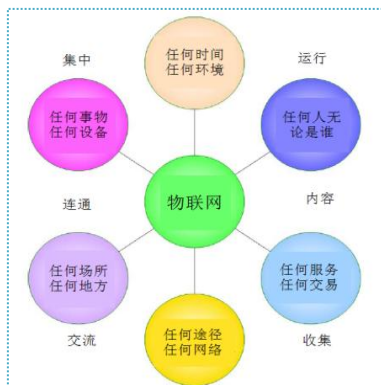 集中
任何时间
任何环境
运行
任何事物
任何设备
任何人无
论是谁
连通
物联网
内容
任何场所
任何地方
任何服务
任何交易
交流
任何途径
任何网络
收集